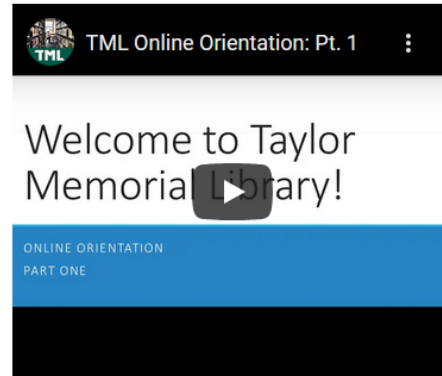 TML
TML Online Orientation: Pt. 1
Welcome to Taylor
Memorial Library!
ONLINE ORIENTATION
PART ONE